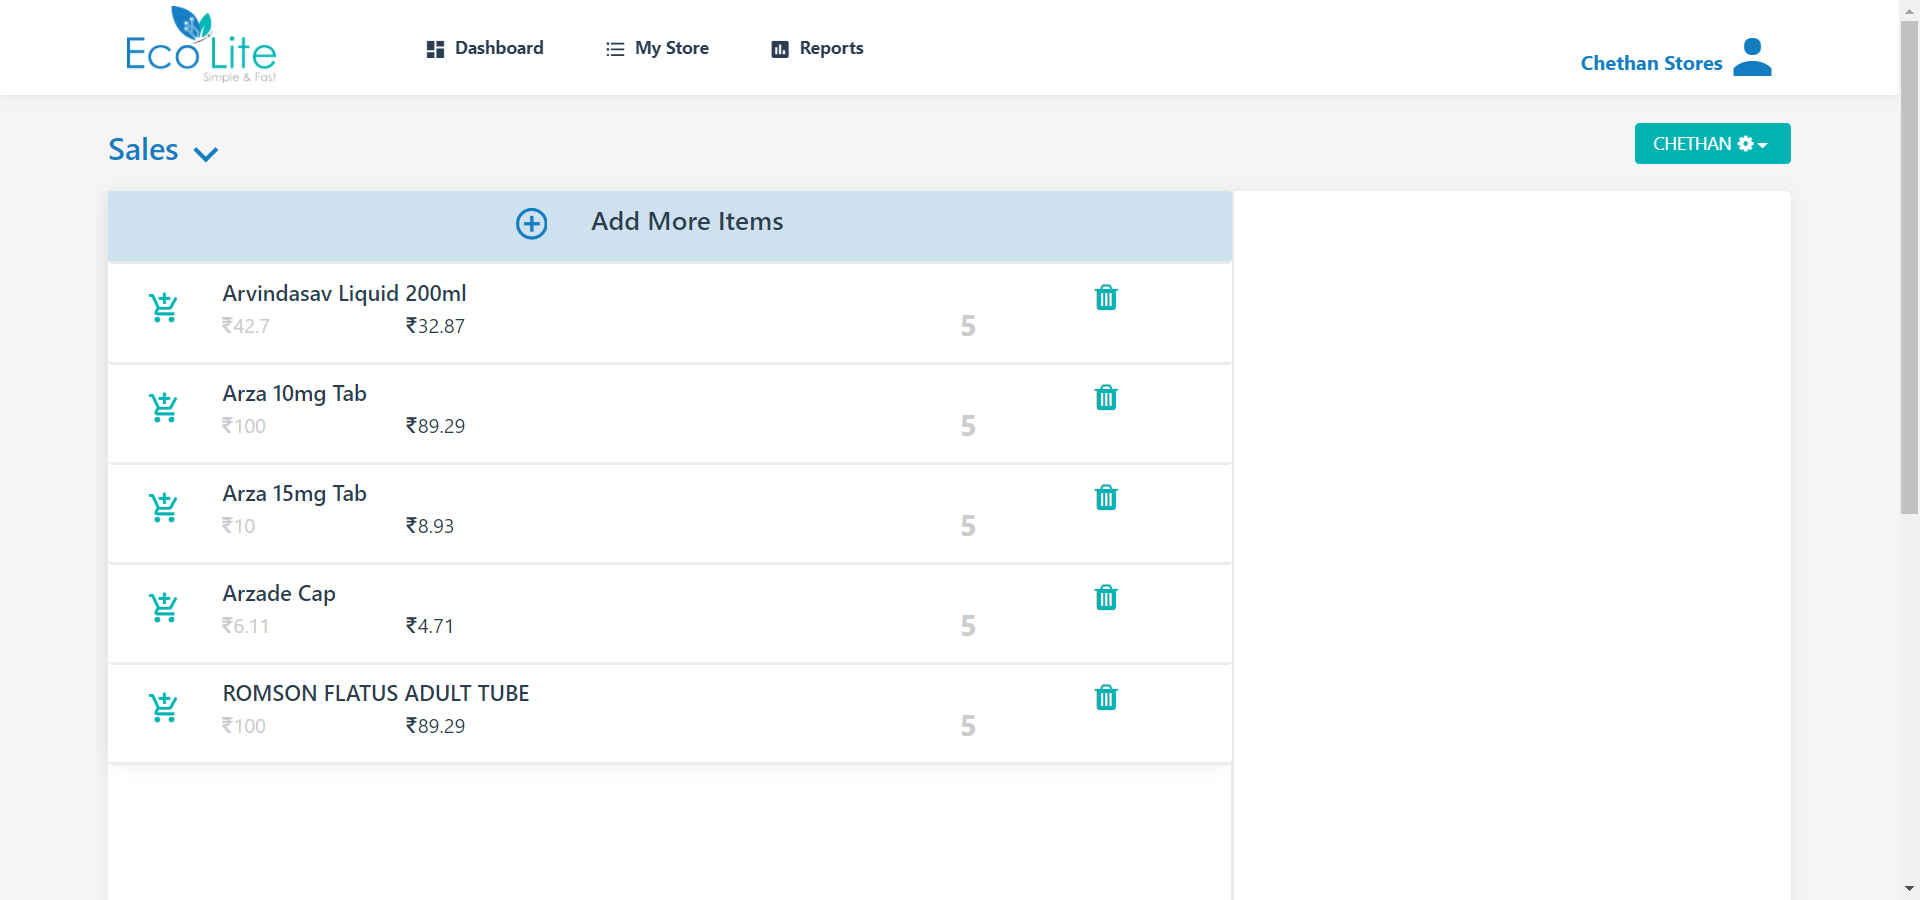 Eco Lite
Simple & Fast
Dashboard
My Store
Reports
Chethan Stores
Sales
CHETHAN
Add More Items
Arvindasav Liquid 200ml
₹42.7 ₹32.87 5
Arza 10mg Tab
₹100 ₹89.29 5
Arza 15mg Tab
₹10 ₹8.93 5
Arzade Cap
₹6.11 ₹4.71 5
ROMSON FLATUS ADULT TUBE
₹100 ₹89.29 5